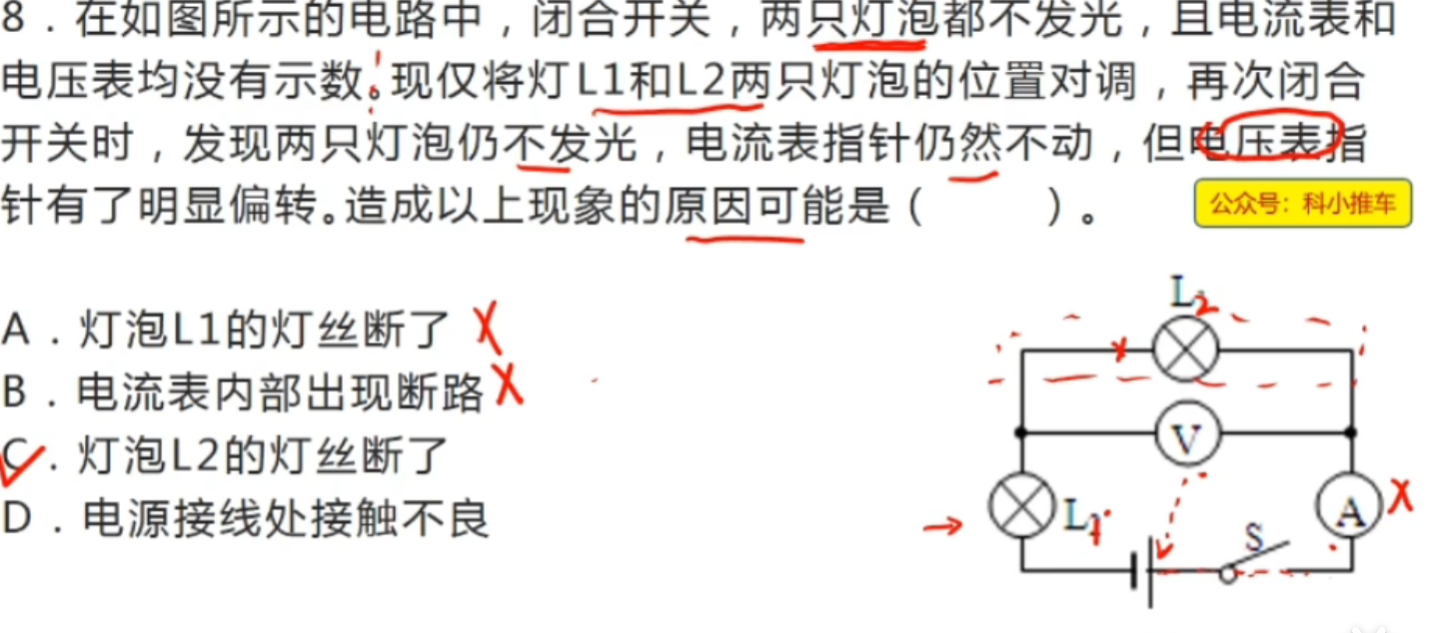 8．在如图所示的电路中，闭合开关，两只灯泡都不发光，且电流表和
电压表均没有示数。现仅将灯L1和L2两只灯泡的位置对调，再次闭合
开关时，发现两只灯泡仍不发光，电流表指针仍然不动，但电压表指
针有了明显偏转。造成以上现象的原因可能是（　　）。
公众号：科小推车
A．灯泡L1的灯丝断了
B．电流表内部出现断路
C．灯泡L2的灯丝断了
D．电源接线处接触不良
L2
V
L1
A
S